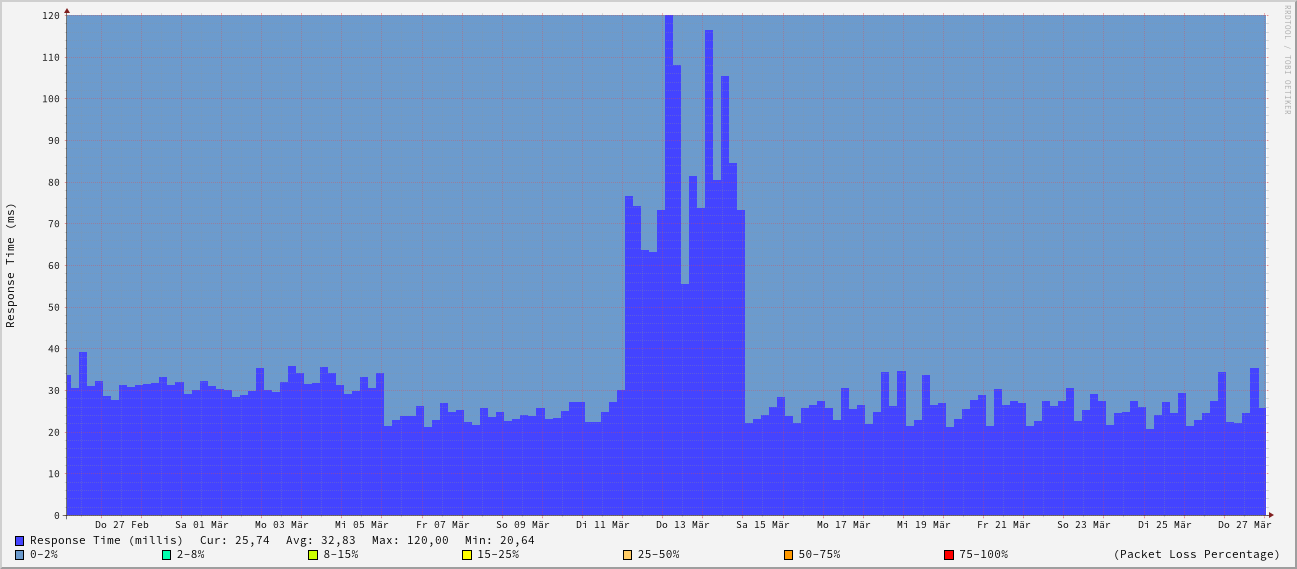 RRDTOOL / TOBI OETIKER
Response Time (ms)
120
110
100
90
80
70
60
50
40
30
20
10
0
Do 27 Feb Sa 01 Mär Mo 03 Mär Mi 05 Mär Fr 07 Mär So 09 Mär Di 11 Mär Do 13 Mär Sa 15 Mär Mo 17 Mär Mi 19 Mär Fr 21 Mär So 23 Mär Di 25 Mär Do 27 Mär
Response Time (millis) Cur: 25,74 Avg: 32,83 Max: 120,00 Min: 20,64
0-2% 2-8% 8-15% 15-25% 25-50% 50-75% 75-100% (Packet Loss Percentage)